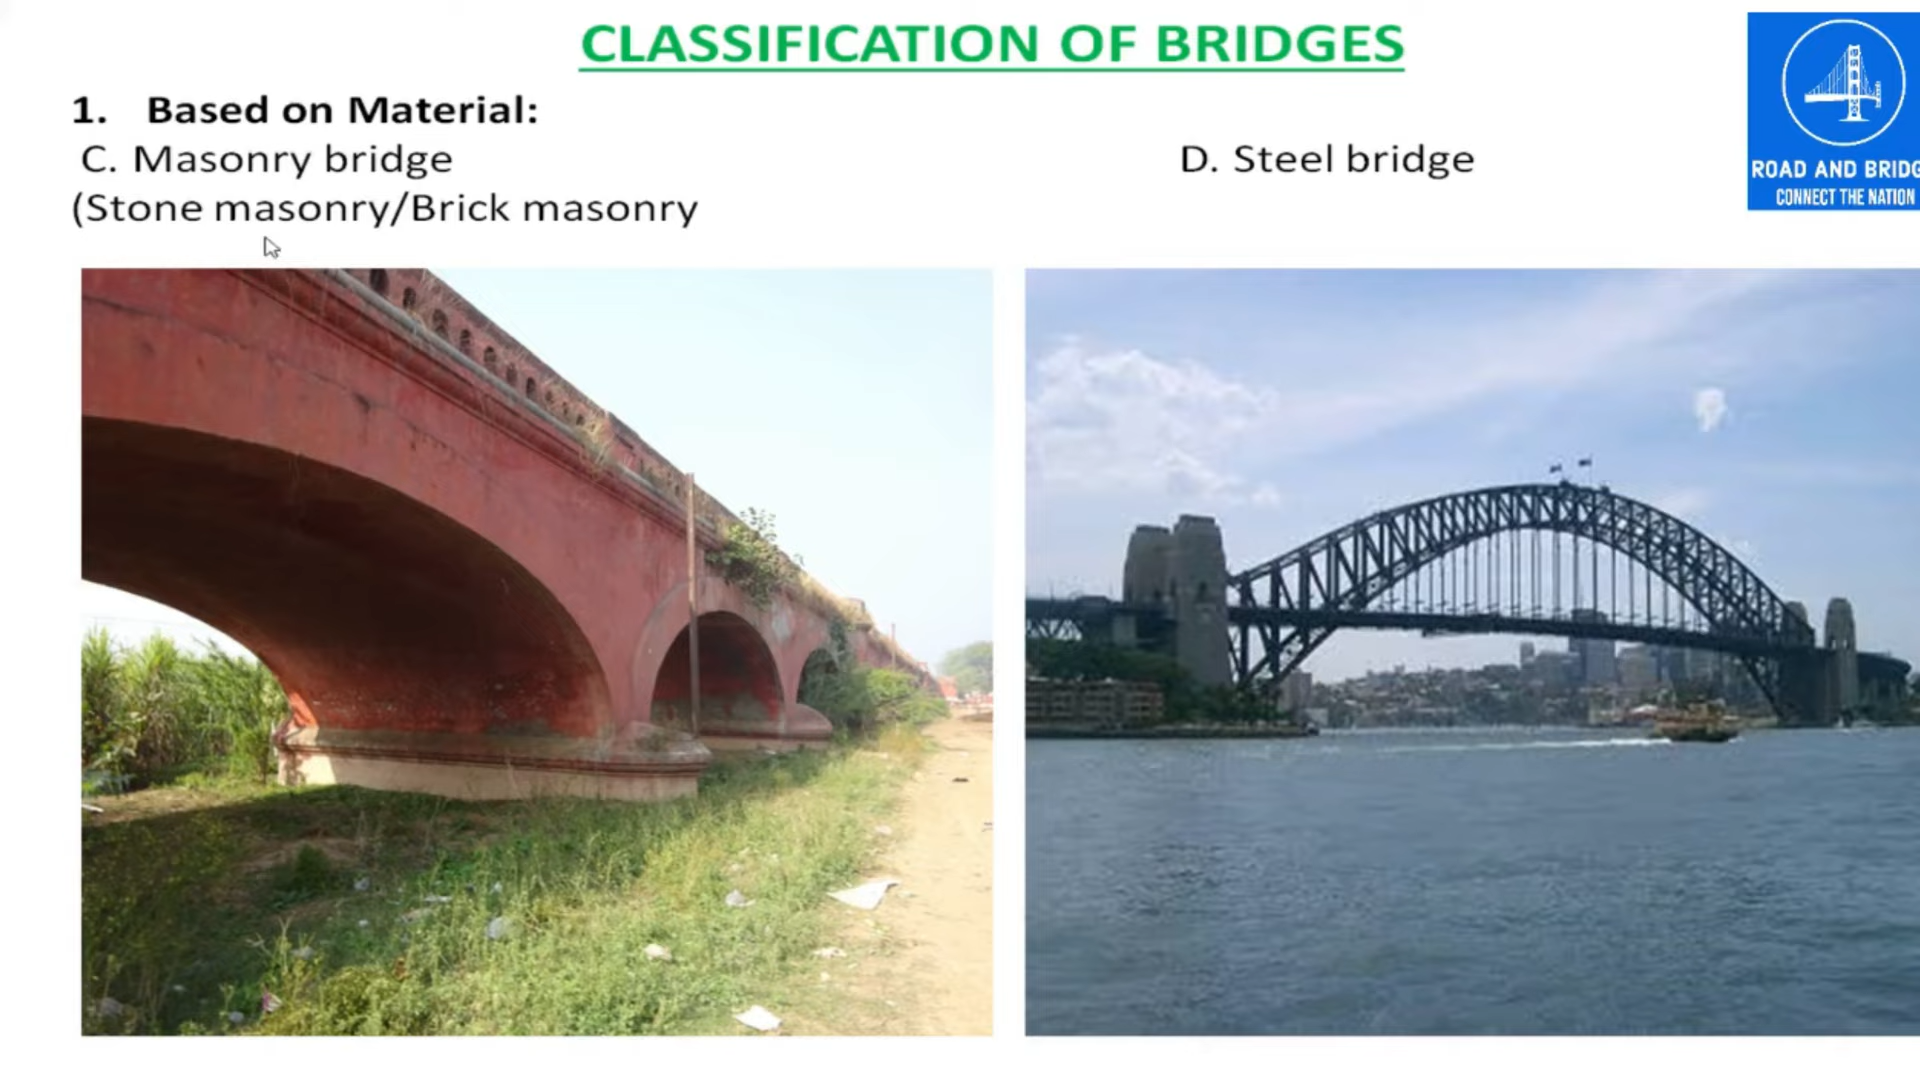 CLASSIFICATION OF BRIDGES
1. Based on Material:
C. Masonry bridge
(Stone masonry/Brick masonry
D. Steel bridge
ROAD AND BRIDG
CONNECT THE NATION